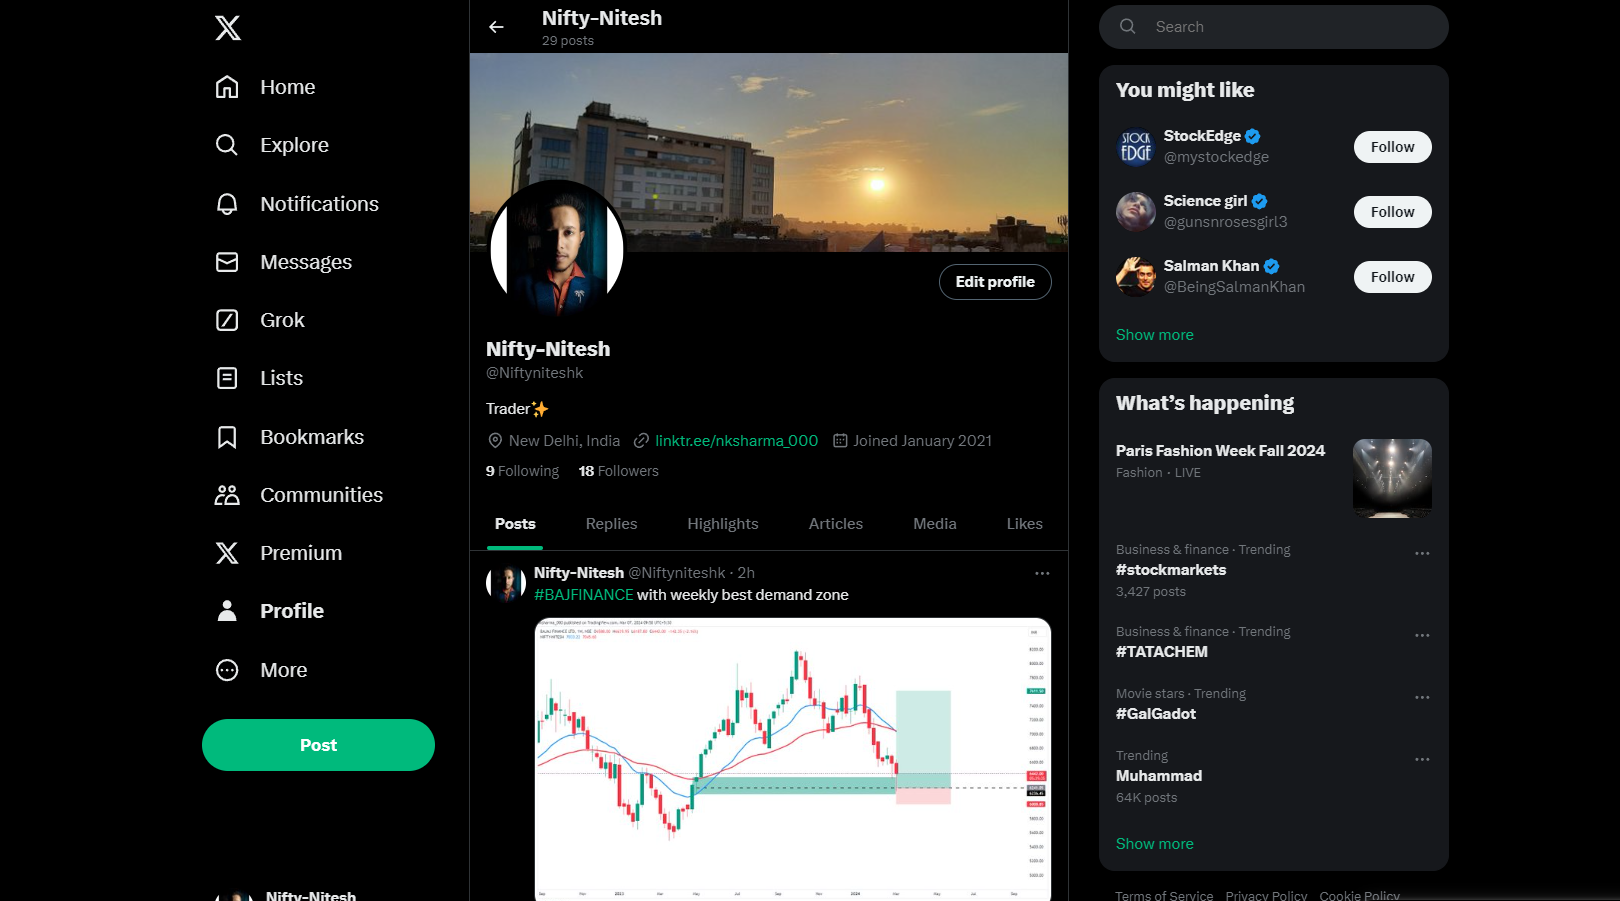 Home
Explore
Notifications
Messages
Grok
Lists
Bookmarks
Communities
Premium
Profile
More
Post
Nifty-Nitesh
Nifty-Nitesh
29 posts
Edit profile
Nifty-Nitesh
@Niftyniteshk
Trader✨
New Delhi, India linktr.ee/nksharma_000 Joined January 2021
9 Following 18 Followers
Posts Replies Highlights Articles Media Likes
Nifty-Nitesh @Niftyniteshk · 2h
#BAJFINANCE with weekly best demand zone
Search
You might like
STOCK
EDGE
StockEdge
@mystockedge
Follow
Science girl
@gunsnrosesgirl3
Follow
Salman Khan
@BeingSalmanKhan
Follow
Show more
What’s happening
Paris Fashion Week Fall 2024
Fashion · LIVE
Business & finance · Trending
#stockmarkets
3,427 posts
Business & finance · Trending
#TATACHEM
Movie stars · Trending
#GalGadot
Trending
Muhammad
64K posts
Show more
Terms of Service Privacy Policy Cookie Policy